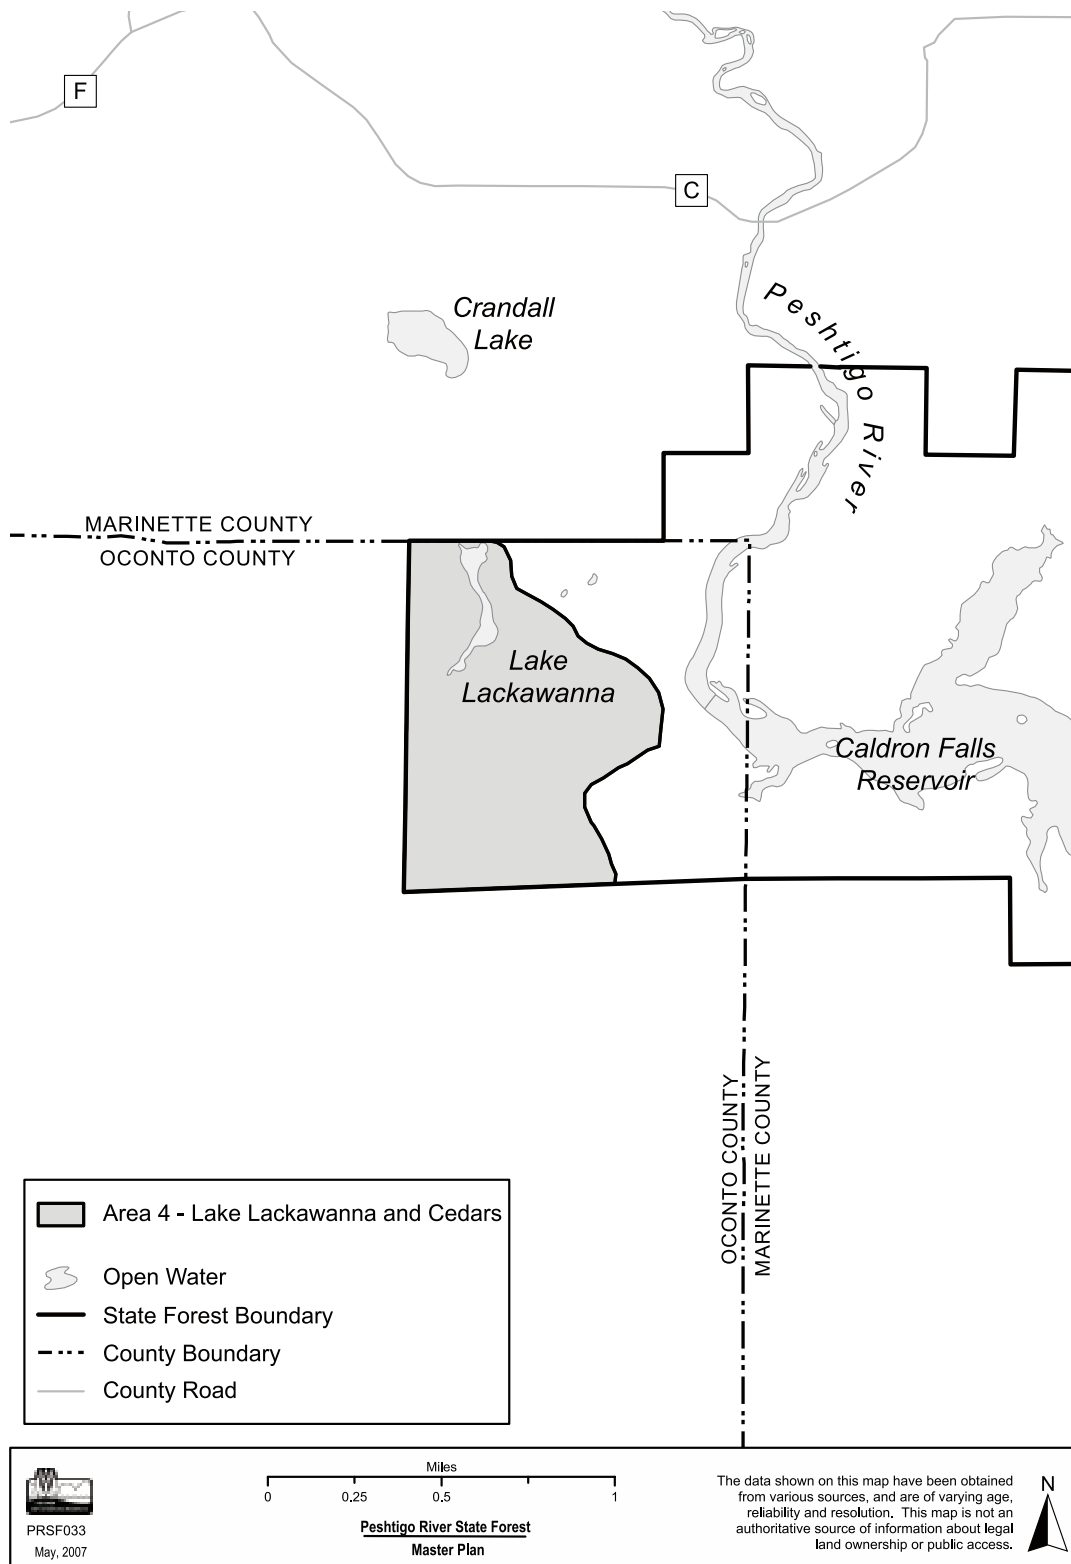 F
C
Crandall
Lake
Peshtigo River
MARINETTE COUNTY
OCONTO COUNTY
Lake
Lackawanna
Caldron Falls
Reservoir
OCONTO COUNTY
MARINETTE COUNTY
Area 4 - Lake Lackawanna and Cedars
Open Water
State Forest Boundary
County Boundary
County Road
PRSF033
May, 2007
Miles
0 0.25 0.5 1
Peshtigo River State Forest
Master Plan
The data shown on this map have been obtained
from various sources, and are of varying age,
reliability and resolution. This map is not an
authoritative source of information about legal
land ownership or public access.
N